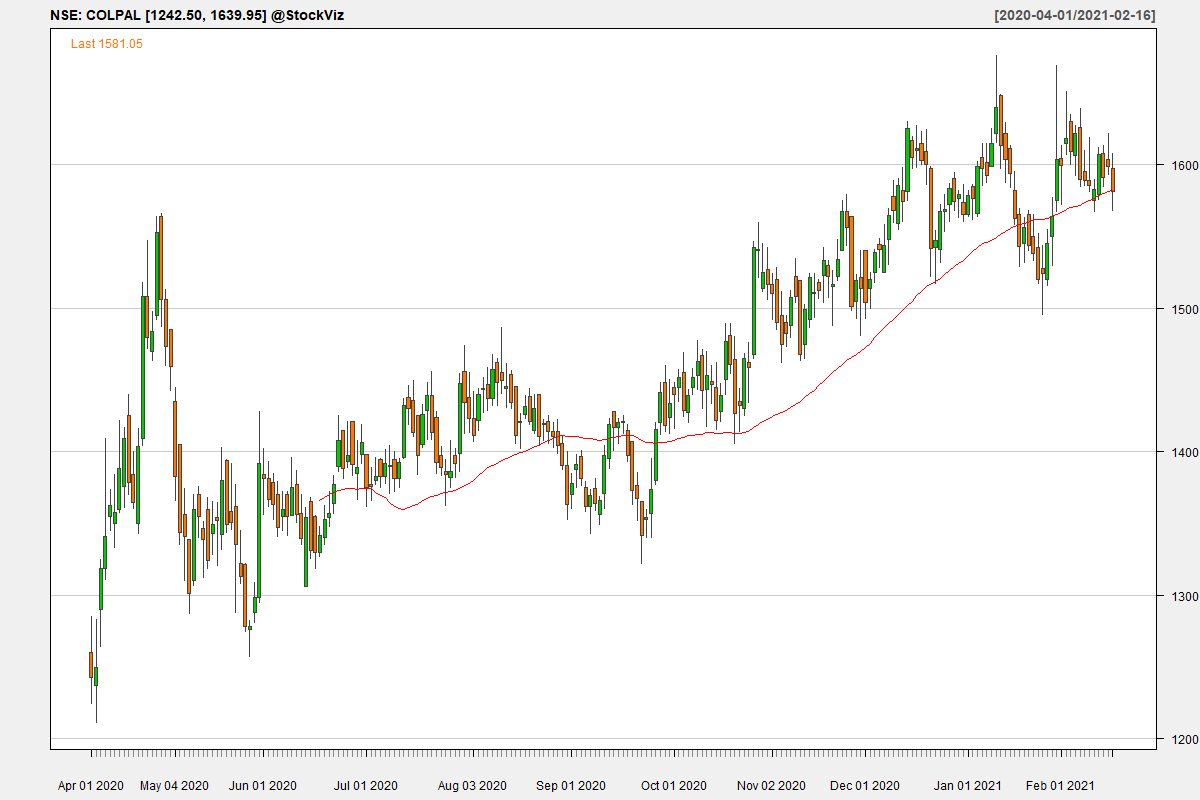 NSE: COLPAL [1242.50, 1639.95] @StockViz [2020-04-01/2021-02-16]
Last 1581.05
1600
1500
1400
1300
1200
Apr 01 2020 May 04 2020 Jun 01 2020 Jul 01 2020 Aug 03 2020 Sep 01 2020 Oct 01 2020 Nov 02 2020 Dec 01 2020 Jan 01 2021 Feb 01 2021